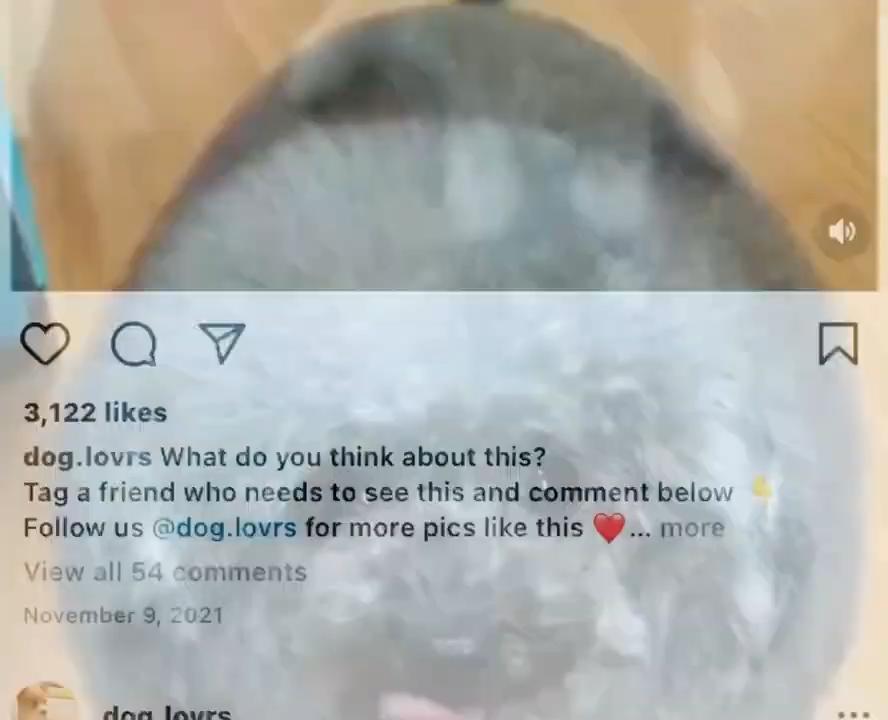 3,122 likes
dog.lovrs What do you think about this?
Tag a friend who needs to see this and comment below 👇
Follow us @dog.lovrs for more pics like this ❤️... more
View all 54 comments
November 9, 2021
dog.lovrs